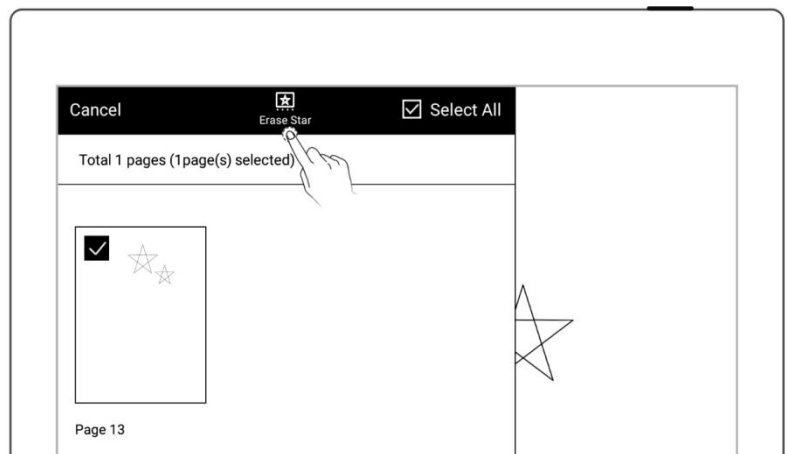 Cancel
Erase Star
Select All
Total 1 pages (1page(s) selected)
Page 13